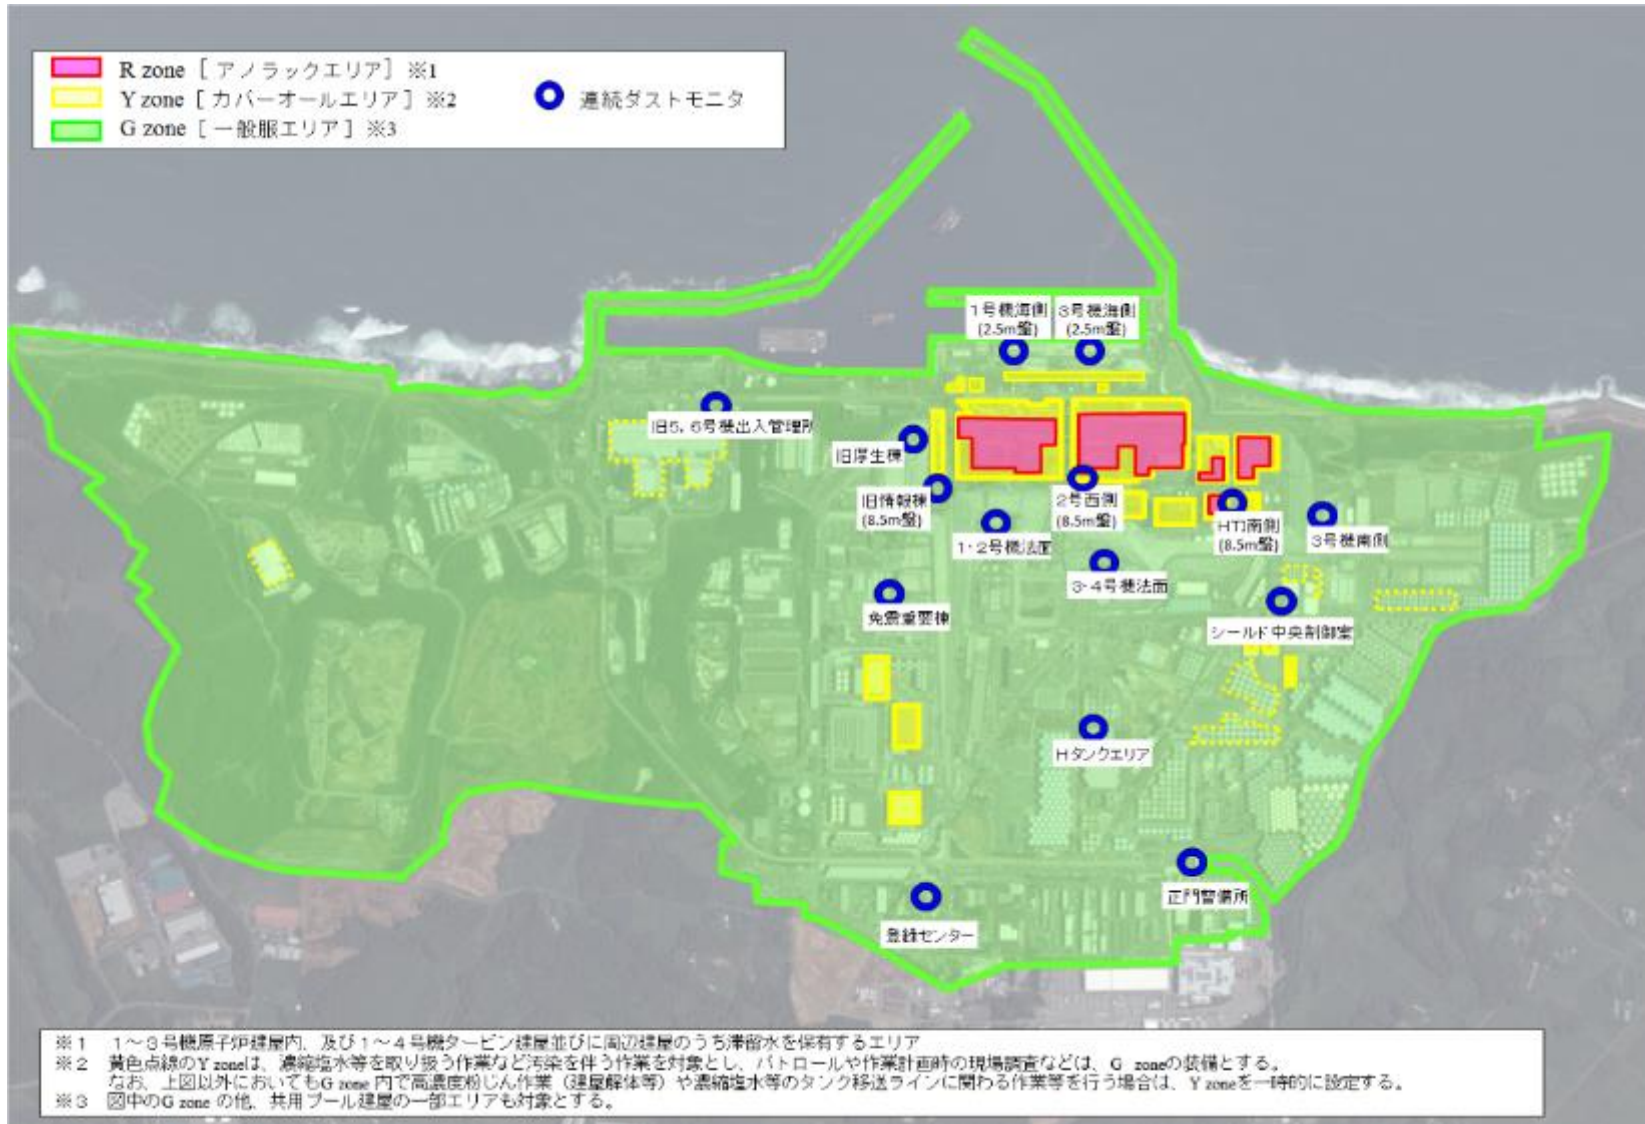 R zone［アノラックエリア］※1
Y zone［カバーオールエリア］※2
G zone［一般服エリア］※3
連続ダストモニタ
1号機海側
(2.5m盤)
3号機海側
(2.5m盤)
旧5，6号機出入管理所
旧厚生棟
旧情報棟
(8.5m盤)
1・2号機法面
2号西側
(8.5m盤)
HTI南側
(8.5m盤)
3号機南側
3・4号機法面
免震重要棟
シールド中央制御室
Hタンクエリア
正門警備所
登録センター
※1 1～3号機原子炉建屋内、及び1～4号機タービン建屋並びに周辺建屋のうち滞留水を保有するエリア
※2 黄色点線のY zoneは、濃縮塩水等を取り扱う作業など汚染を伴う作業を対象とし、パトロールや作業計画時の現場調査などは、G zoneの装備とする。
なお、上図以外においてもG zone 内で高濃度粉じん作業（建屋解体等）や濃縮塩水等のタンク移送ラインに関わる作業等を行う場合は、Y zoneを一時的に設定する。
※3 図中のG zone の他、共用プール建屋の一部エリアも対象とする。